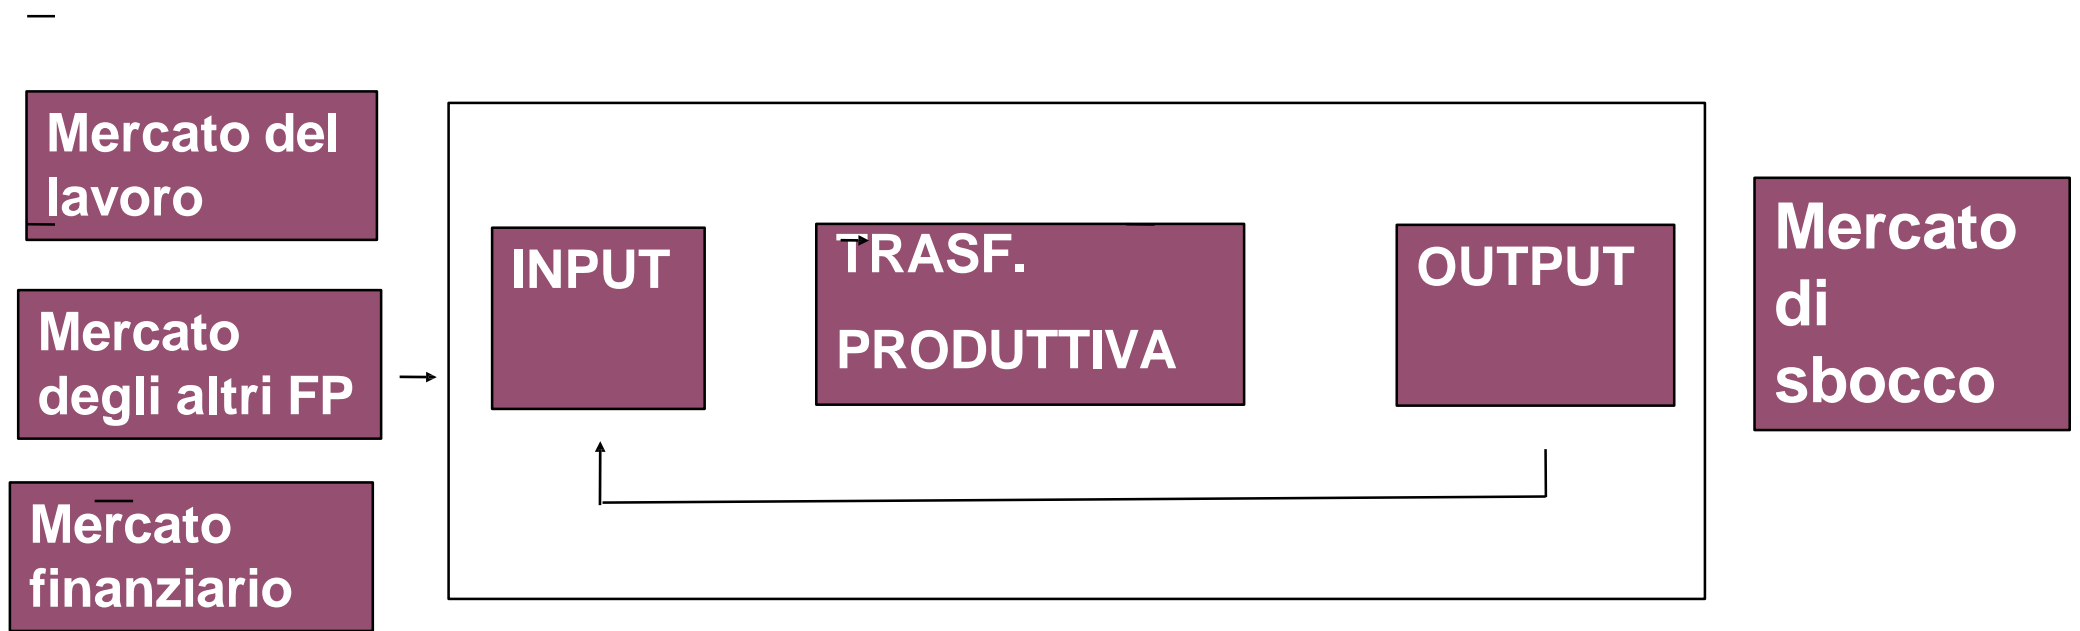 Mercato del
lavoro
Mercato
degli altri FP
Mercato
finanziario
INPUT
TRASF.
PRODUTTIVA
OUTPUT
Mercato
di
sbocco